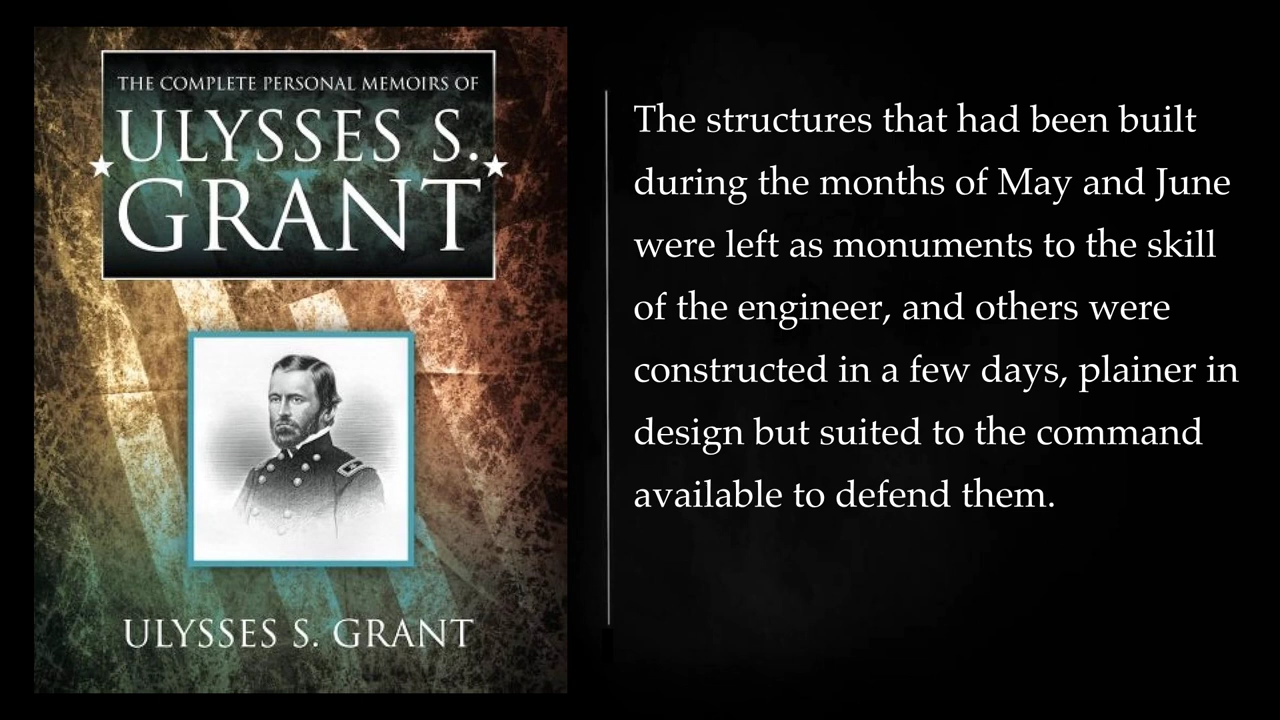 THE COMPLETE PERSONAL MEMOIRS OF
ULYSSES S.
GRANT
ULYSSES S. GRANT
The structures that had been built
during the months of May and June
were left as monuments to the skill
of the engineer, and others were
constructed in a few days, plainer in
design but suited to the command
available to defend them.